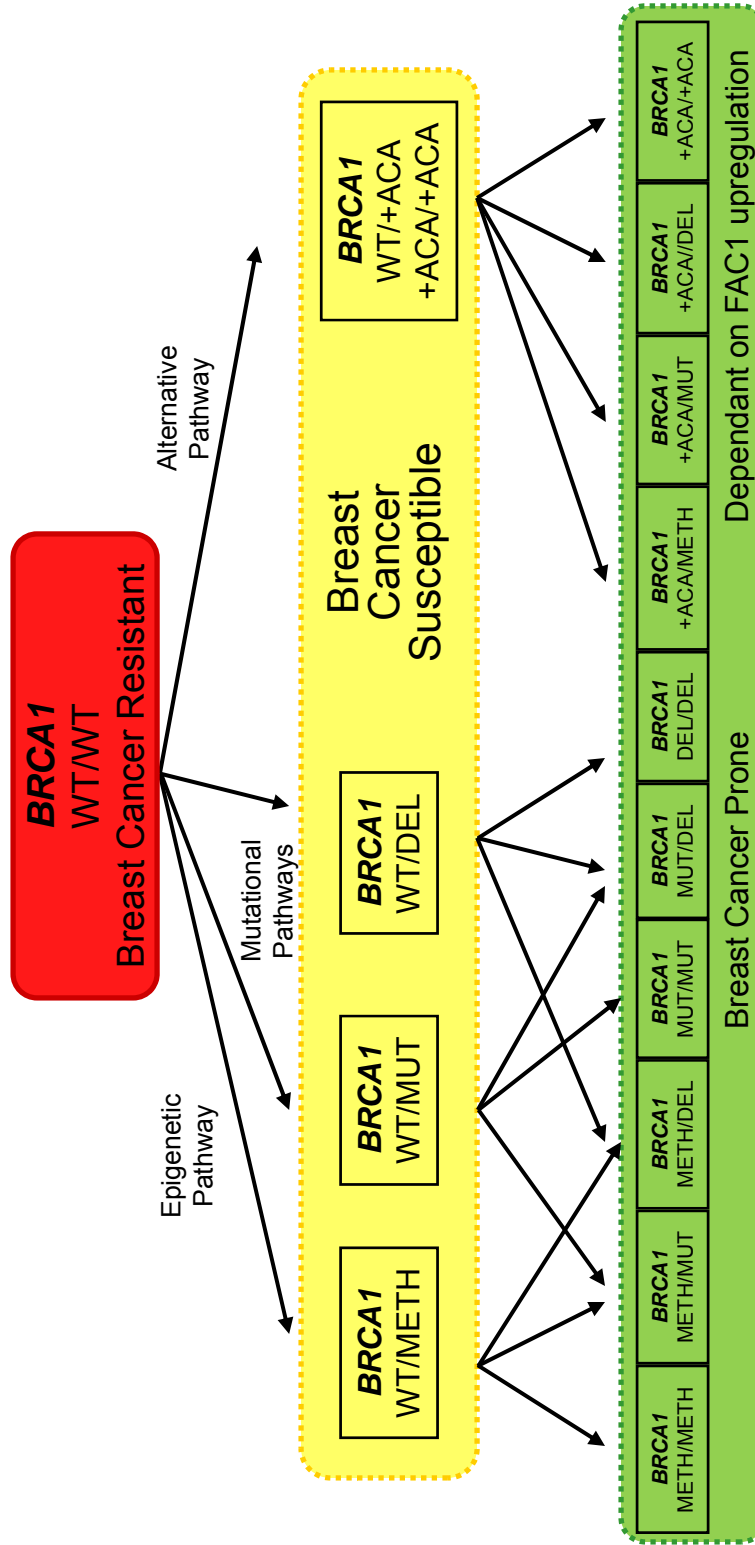 BRCA1
WT/WT
Breast Cancer Resistant
Epigenetic
Pathway
Mutational
Pathways
Alternative
Pathway
BRCA1
WT/METH
BRCA1
WT/MUT
BRCA1
WT/DEL
Breast
Cancer
Susceptible
BRCA1
WT/+ACA
+ACA/+ACA
BRCA1
METH/METH
BRCA1
METH/MUT
BRCA1
METH/DEL
BRCA1
MUT/MUT
BRCA1
MUT/DEL
BRCA1
DEL/DEL
BRCA1
+ACA/METH
BRCA1
+ACA/MUT
BRCA1
+ACA//DEL
BRCA1
+ACA/+ACA
Breast Cancer Prone
Dependant on FAC1 upregulation